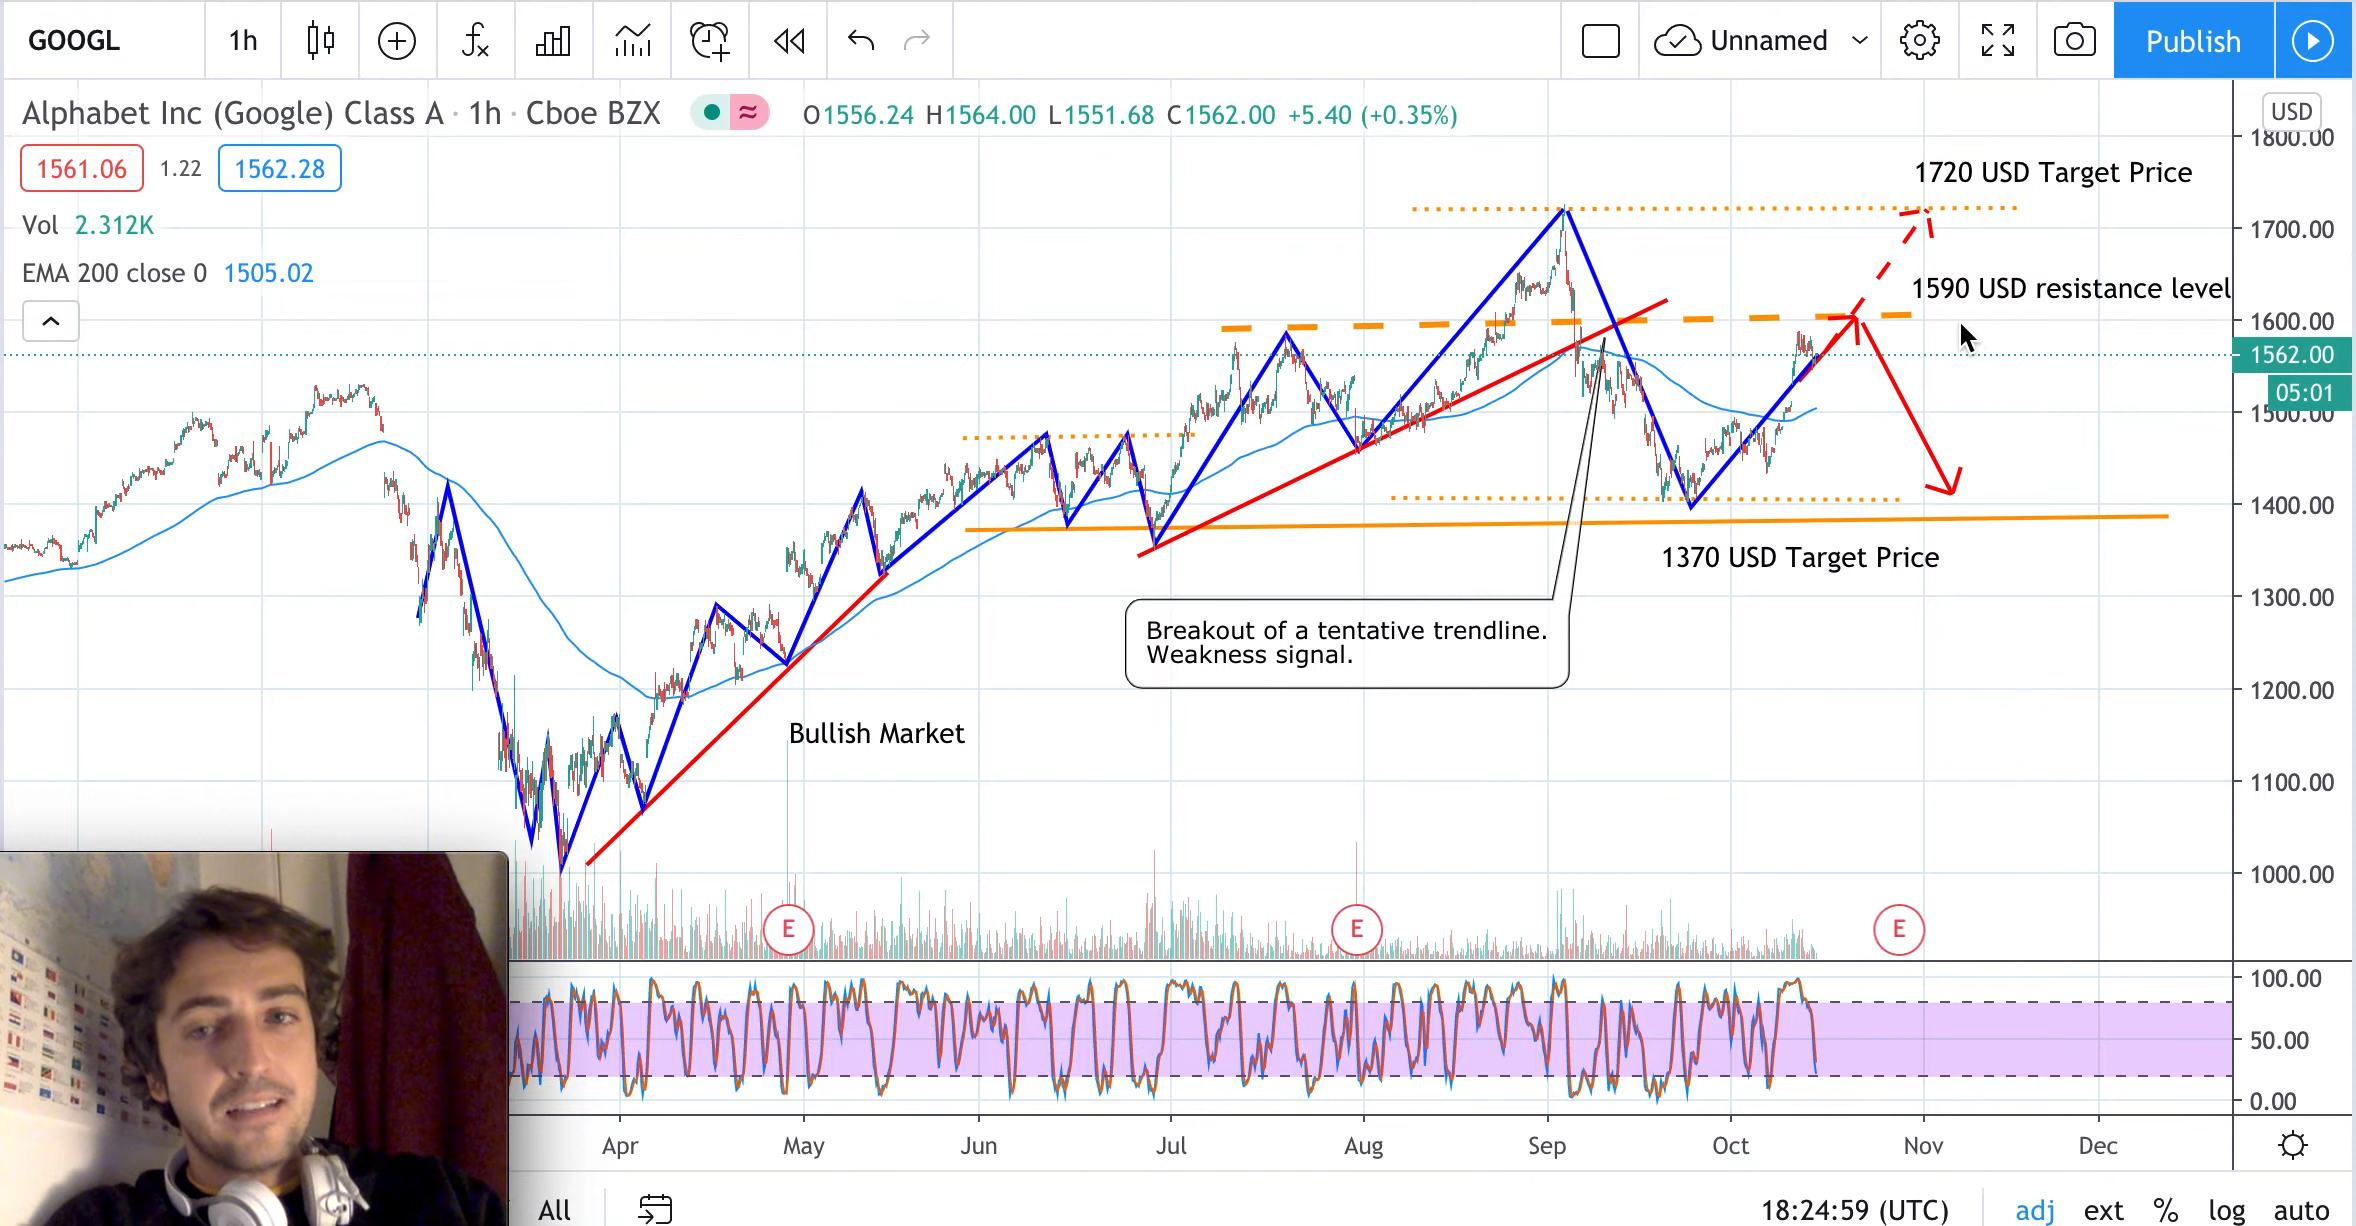 GOOGL
1h
Unnamed
Publish
Alphabet Inc (Google) Class A · 1h · Cboe BZX
O1556.24 H1564.00 L1551.68 C1562.00 +5.40 (+0.35%)
USD
1561.06 1.22 1562.28
Vol 2.312K
EMA 200 close 0 1505.02
1800.00
1720 USD Target Price
1700.00
1590 USD resistance level
1600.00
1562.00
05:01
1500.00
1400.00
1370 USD Target Price
1300.00
Breakout of a tentative trendline.
Weakness signal.
1200.00
Bullish Market
1100.00
1000.00
E
E
E
100.00
50.00
0.00
Apr May Jun Jul Aug Sep Oct Nov Dec
All
18:24:59 (UTC)
adj ext % log auto